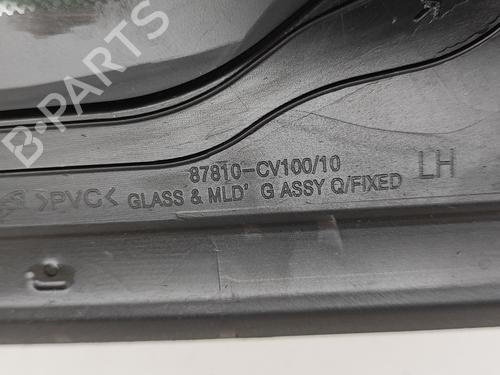 B-PARTS
87810-CV100/10
LH
>PVC< GLASS & MLD' G ASSY Q/FIXED